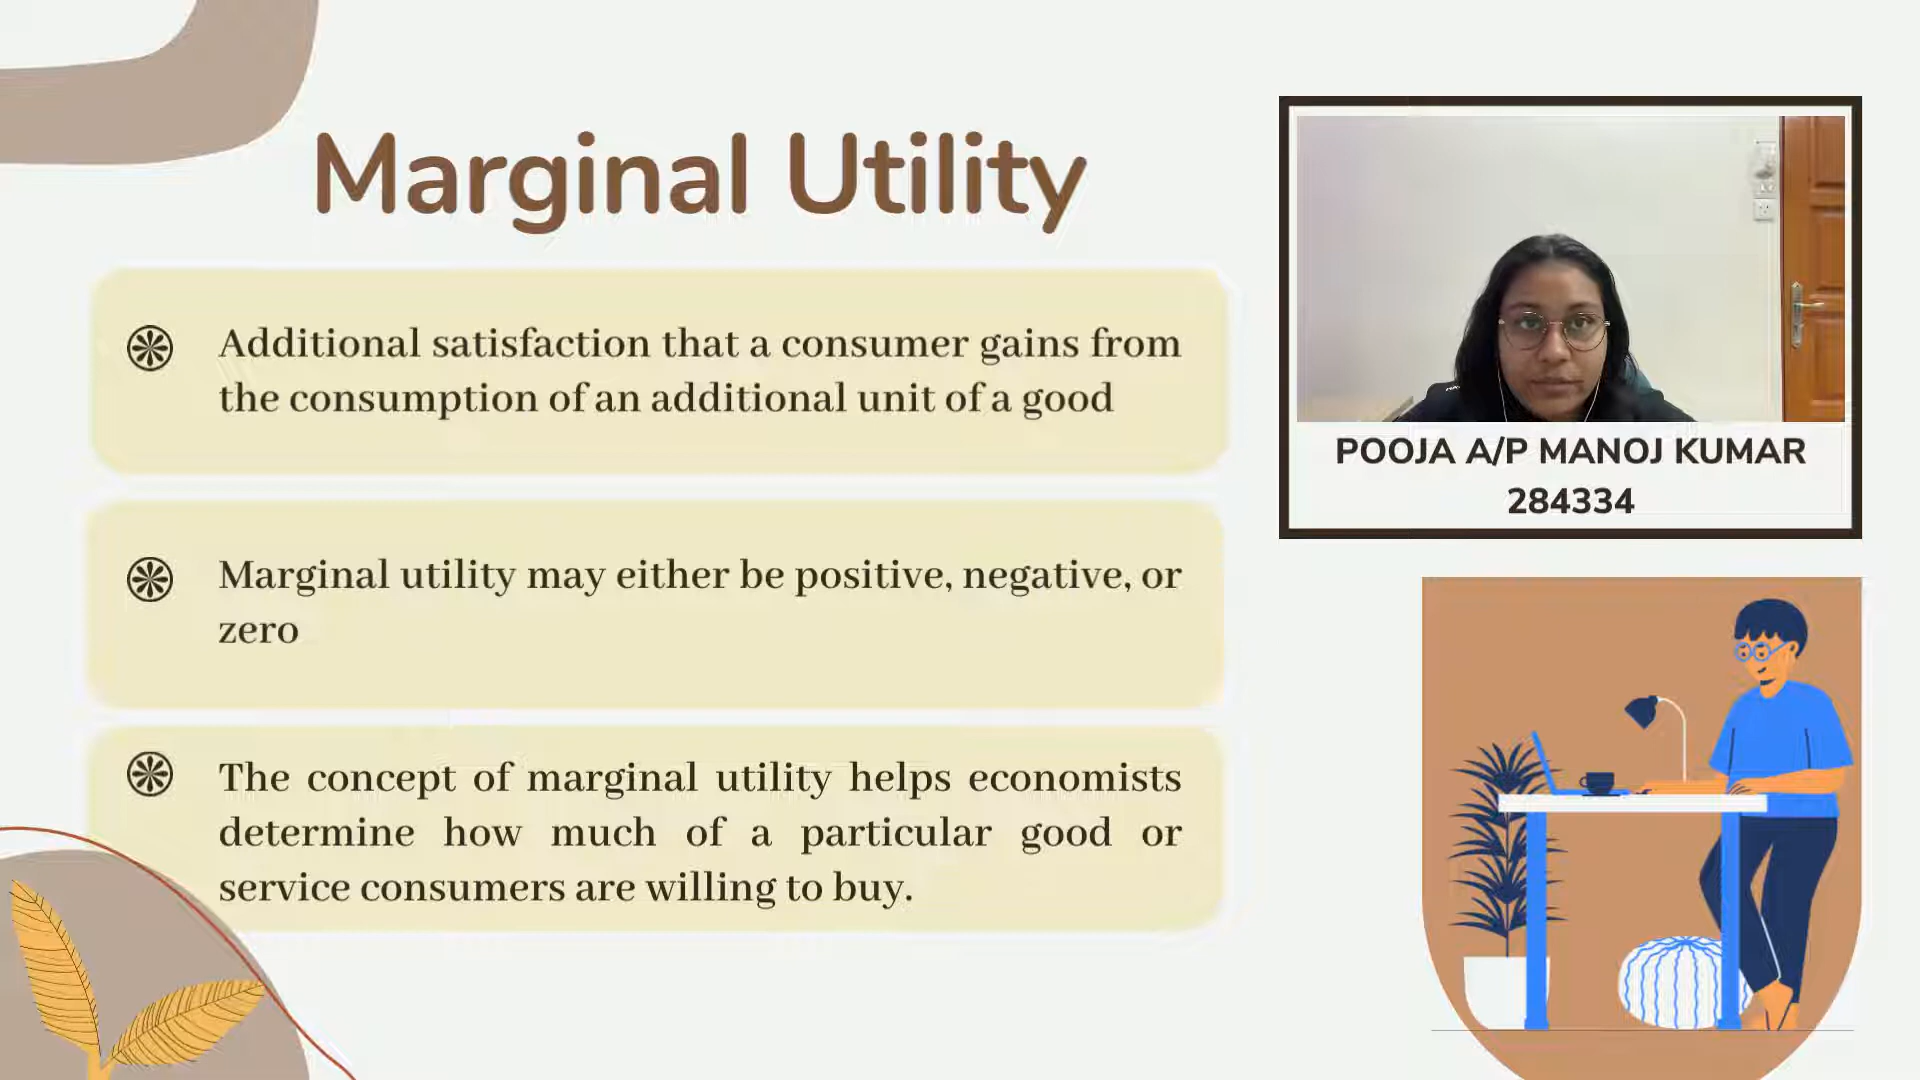 Marginal Utility
Additional satisfaction that a consumer gains from
the consumption of an additional unit of a good
Marginal utility may either be positive, negative, or
zero
The concept of marginal utility helps economists
determine how much of a particular good or
service consumers are willing to buy.
POOJA A/P MANOJ KUMAR
284334